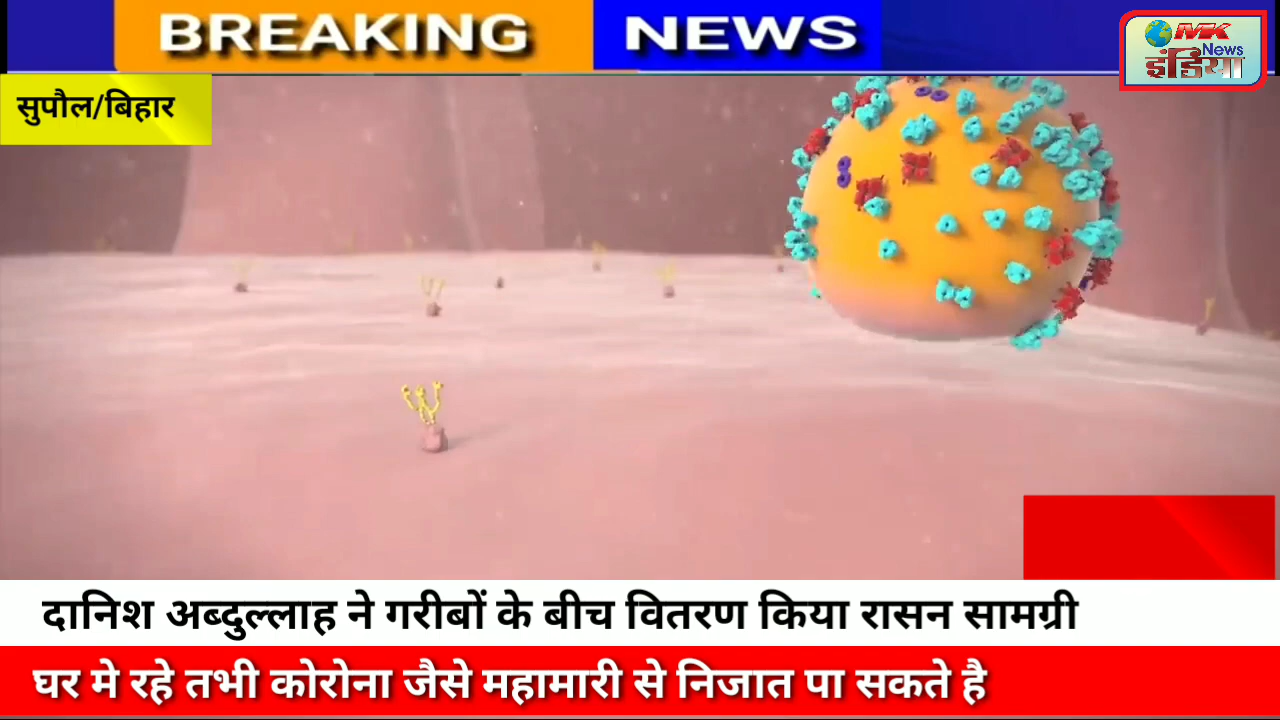 BREAKING NEWS
MK
News
इंडिया
सुपौल/बिहार
दानिश अब्दुल्लाह ने गरीबों के बीच वितरण किया रासन सामग्री
घर मे रहे तभी कोरोना जैसे महामारी से निजात पा सकते है